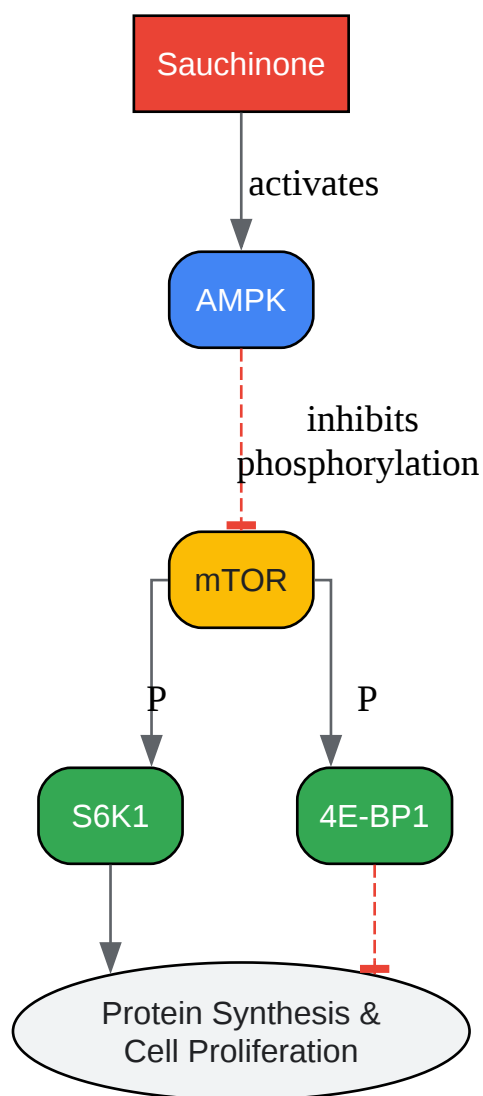 Sauchinone
activates
AMPK
inhibits
phosphorylation
mTOR
P
P
S6K1
4E-BP1
Protein Synthesis &
Cell Proliferation